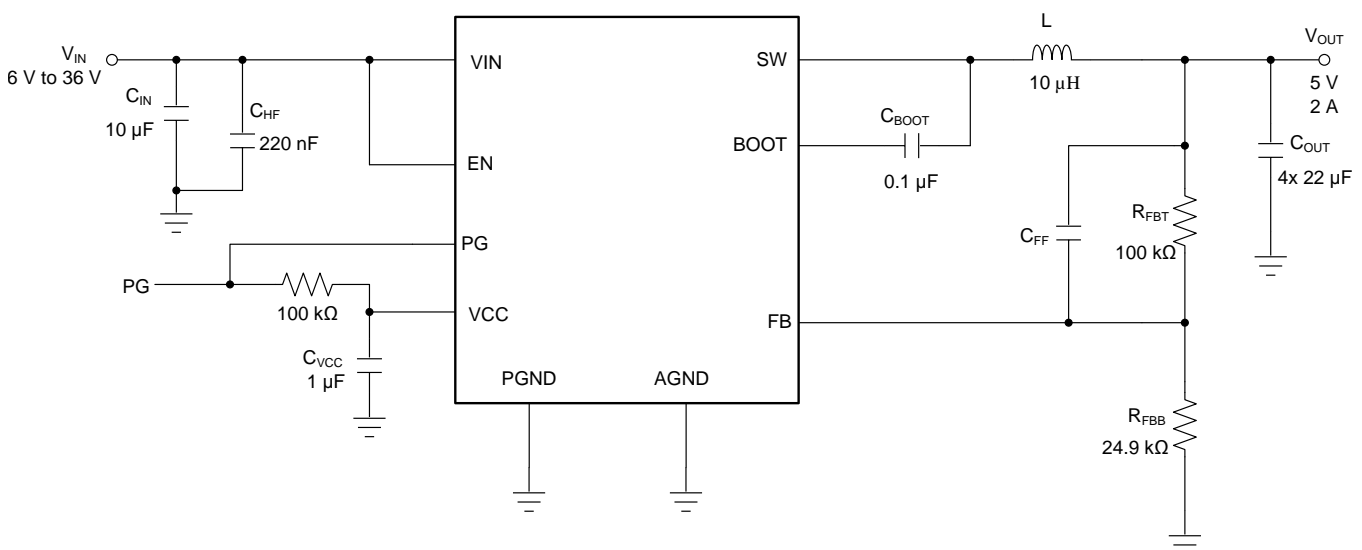 V_IN
6 V to 36 V
C_IN
10 µF
C_HF
220 nF
VIN
EN
PG
PG
100 kΩ
VCC
C_VCC
1 µF
PGND
AGND
SW
BOOT
FB
C_BOOT
0.1 µF
L
10 µH
C_FF
R_FBT
100 kΩ
R_FBB
24.9 kΩ
V_OUT
5 V
2 A
C_OUT
4x 22 µF